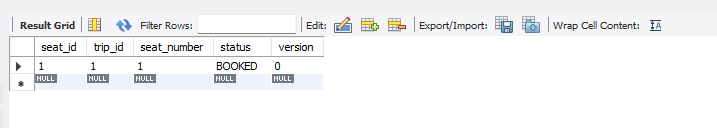 Result Grid Filter Rows: Edit: Export/Import: Wrap Cell Content:
seat_id trip_id seat_number status version
1 1 1 BOOKED 0
NULL NULL NULL NULL NULL